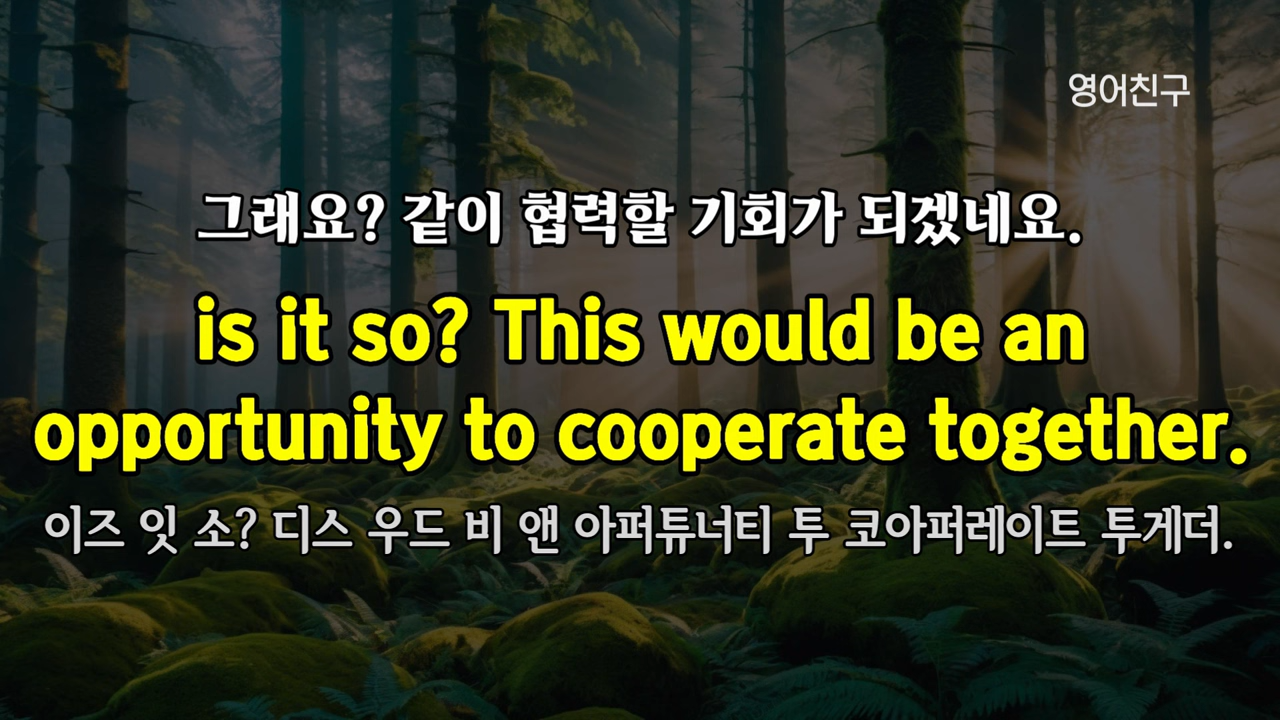 영어친구
그래요? 같이 협력할 기회가 되겠네요.
is it so? This would be an
opportunity to cooperate together.
이즈 잇 소? 디스 우드 비 앤 아퍼튜너티 투 코아퍼레이트 투게더.